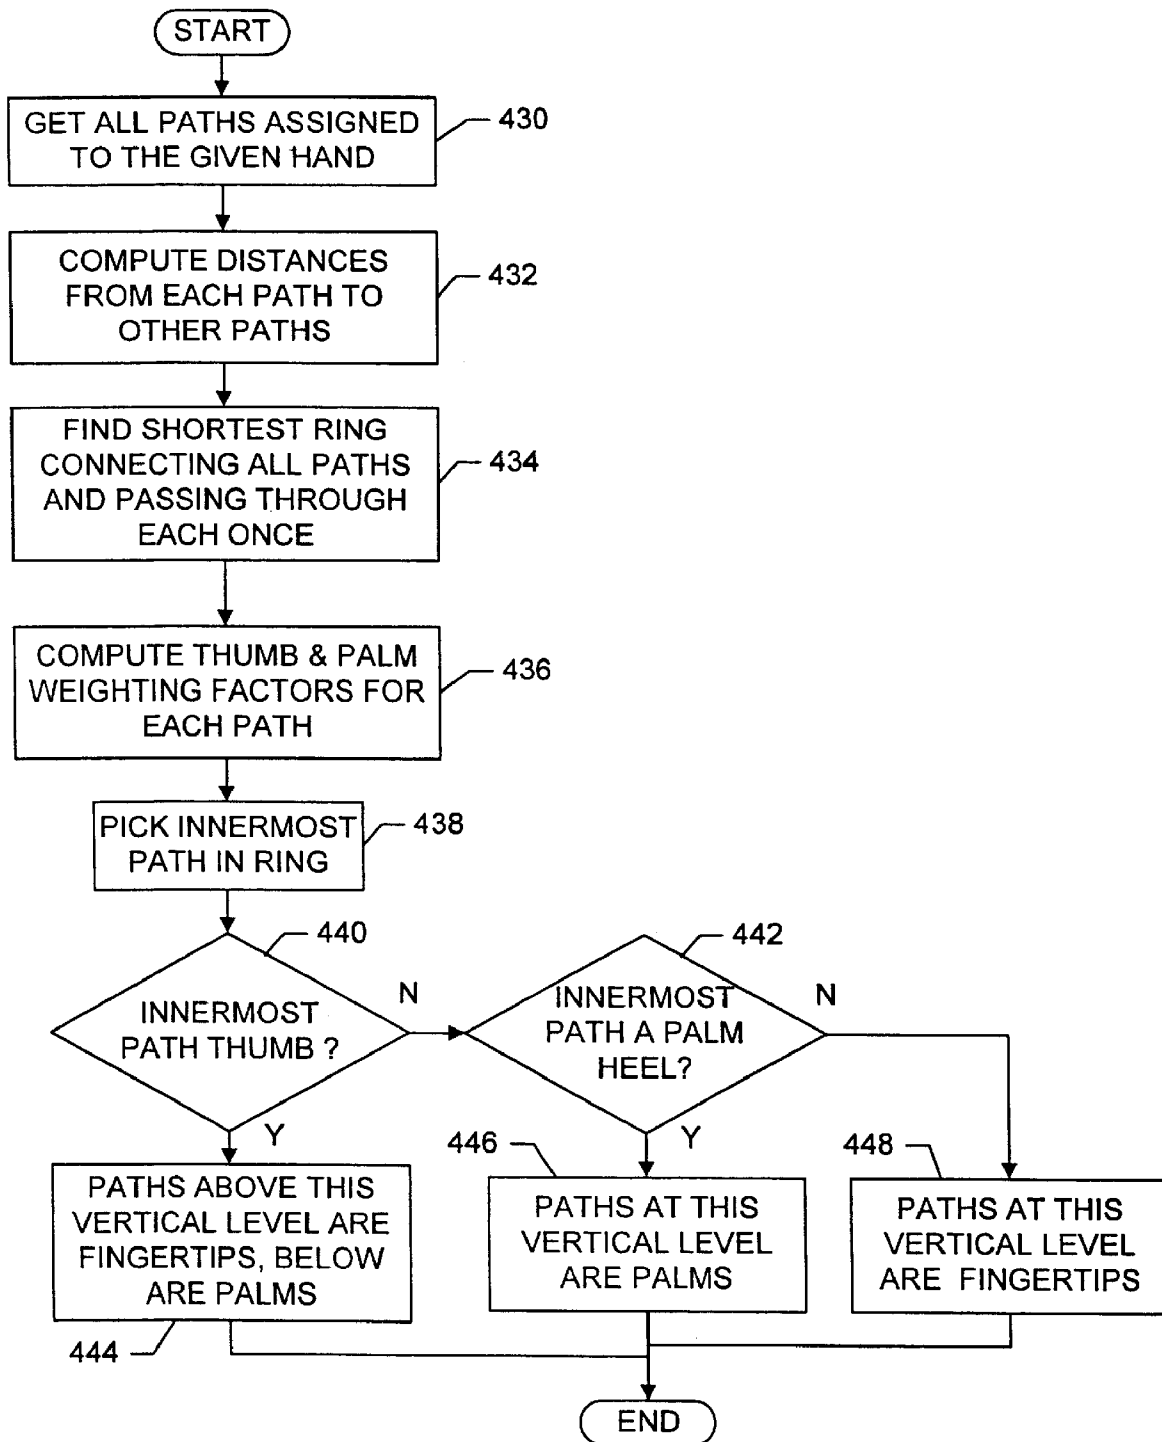 START
GET ALL PATHS ASSIGNED
TO THE GIVEN HAND
430
COMPUTE DISTANCES
FROM EACH PATH TO
OTHER PATHS
432
FIND SHORTEST RING
CONNECTING ALL PATHS
AND PASSING THROUGH
EACH ONCE
434
COMPUTE THUMB & PALM
WEIGHTING FACTORS FOR
EACH PATH
436
PICK INNERMOST
PATH IN RING
438
440
INNERMOST
PATH THUMB ?
N
Y
442
INNERMOST
PATH A PALM
HEEL?
N
Y
PATHS ABOVE THIS
VERTICAL LEVEL ARE
FINGERTIPS, BELOW
ARE PALMS
444
446
PATHS AT THIS
VERTICAL LEVEL
ARE PALMS
448
PATHS AT THIS
VERTICAL LEVEL
ARE FINGERTIPS
END